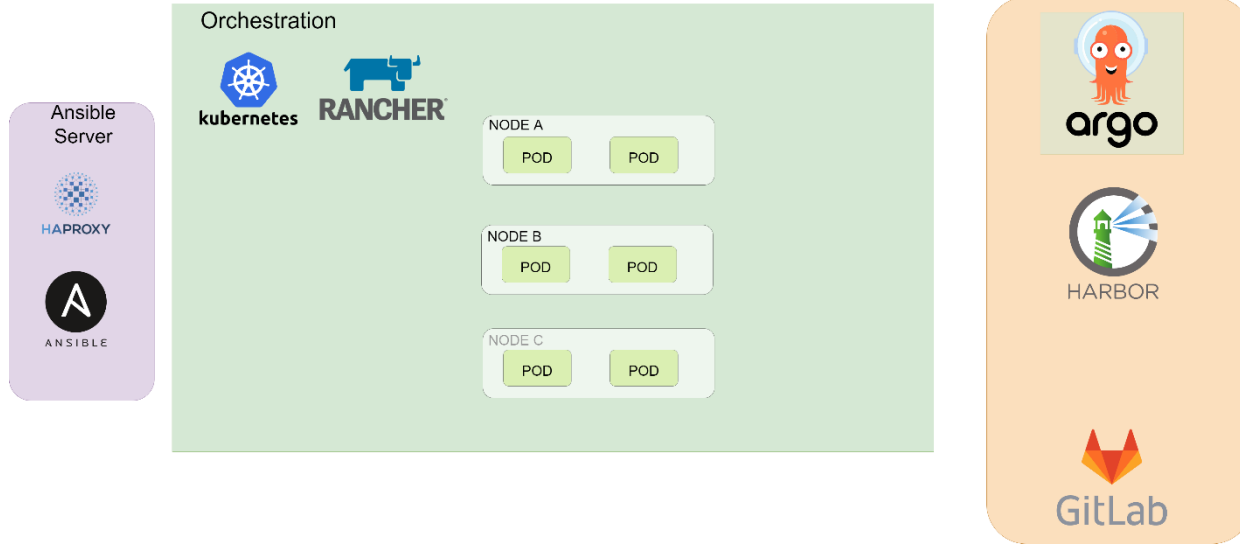 Orchestration
kubernetes
RANCHER
Ansible
Server
HAPROXY
ANSIBLE
NODE A
POD POD
NODE B
POD POD
NODE C
POD POD
argo
HARBOR
GitLab